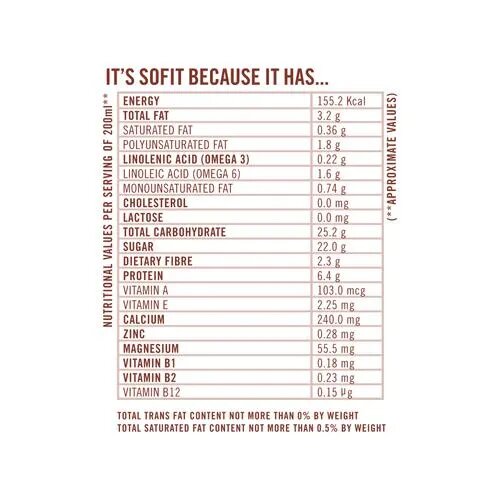 IT'S SOFIT BECAUSE IT HAS...
NUTRITIONAL VALUES PER SERVING OF 200ml**
ENERGY 155.2 Kcal
TOTAL FAT 3.2 g
SATURATED FAT 0.36 g
POLYUNSATURATED FAT 1.8 g
LINOLENIC ACID (OMEGA 3) 0.22 g
LINOLEIC ACID (OMEGA 6) 1.6 g
MONOUNSATURATED FAT 0.74 g
CHOLESTEROL 0.0 mg
LACTOSE 0.0 mg
TOTAL CARBOHYDRATE 25.2 g
SUGAR 22.0 g
DIETARY FIBRE 2.3 g
PROTEIN 6.4 g
VITAMIN A 103.0 mcg
VITAMIN E 2.25 mg
CALCIUM 240.0 mg
ZINC 0.28 mg
MAGNESIUM 55.5 mg
VITAMIN B1 0.18 mg
VITAMIN B2 0.23 mg
VITAMIN B12 0.15 µg
(**APPROXIMATE VALUES)
TOTAL TRANS FAT CONTENT NOT MORE THAN 0% BY WEIGHT
TOTAL SATURATED FAT CONTENT NOT MORE THAN 0.5% BY WEIGHT